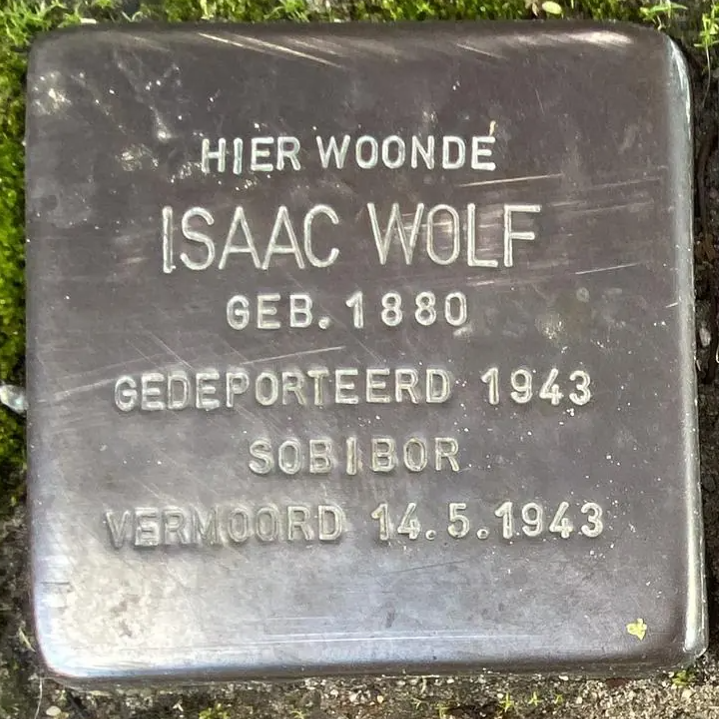 HIER WOONDE
ISAAC WOLF
GEB. 1880
GEDEPORTEERD 1943
SOBIBOR
VERMOORD 14.5.1943